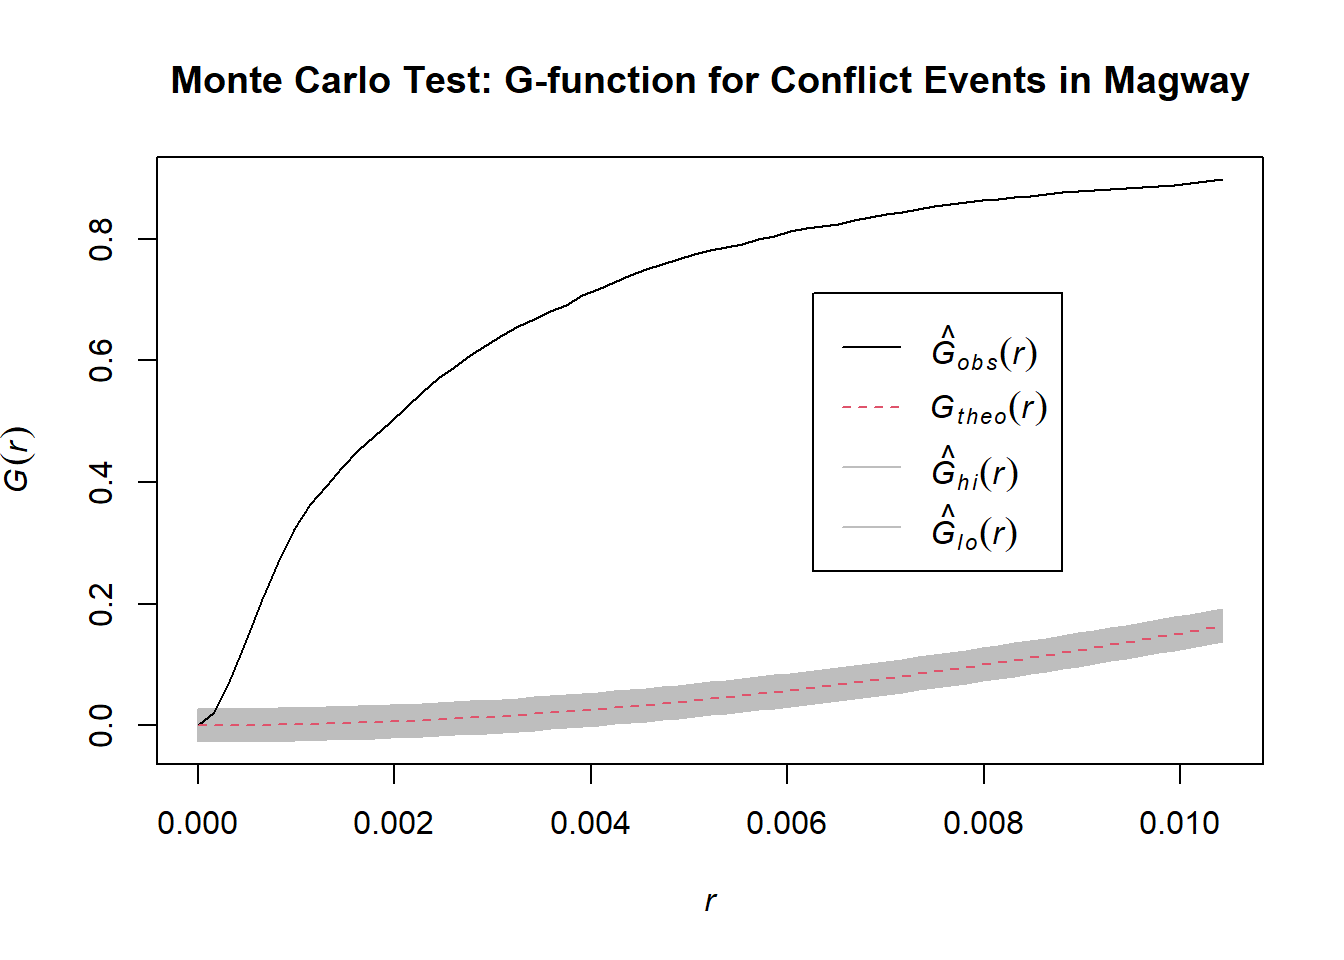 Monte Carlo Test: G-function for Conflict Events in Magway
G(r)
0.8
0.6
0.4
0.2
0.0
Ĝobs(r)
Gtheo(r)
Ĝhi(r)
Ĝlo(r)
0.000 0.002 0.004 0.006 0.008 0.010
r